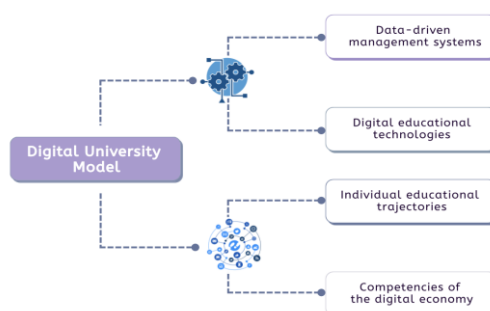 Data-driven
management systems
Digital educational
technologies
Digital University
Model
Individual educational
trajectories
Competencies of
the digital economy